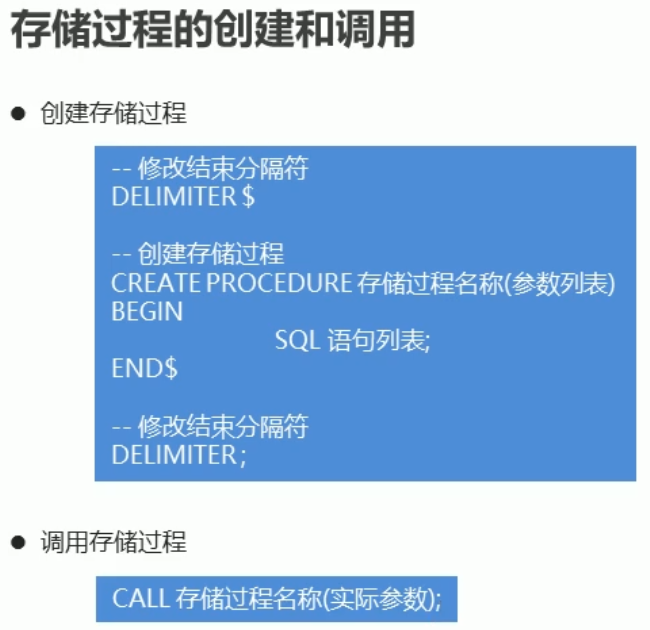 存储过程的创建和调用
● 创建存储过程
-- 修改结束分隔符
DELIMITER $
-- 创建存储过程
CREATE PROCEDURE 存储过程名称(参数列表)
BEGIN
SQL 语句列表;
END$
-- 修改结束分隔符
DELIMITER ;
● 调用存储过程
CALL 存储过程名称(实际参数);